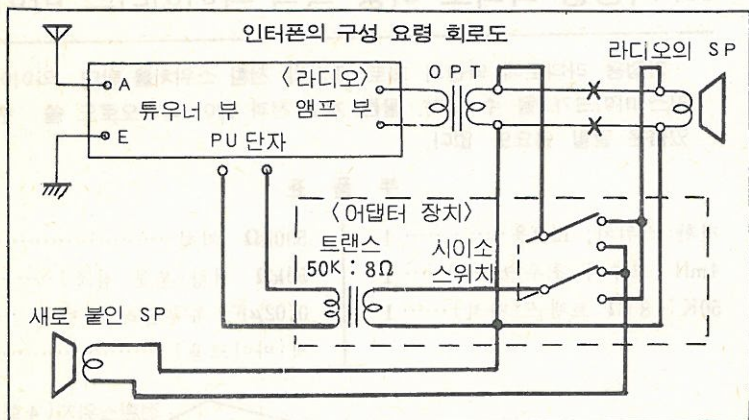 인터폰의 구성 요령 회로도
라디오의 SP
O P T
A
〈라디오〉
튜우너 부
앰프 부
E
PU 단자
〈어댑터 장치〉
트랜스
50K : 8Ω
시이소
스위치
새로 붙인 SP